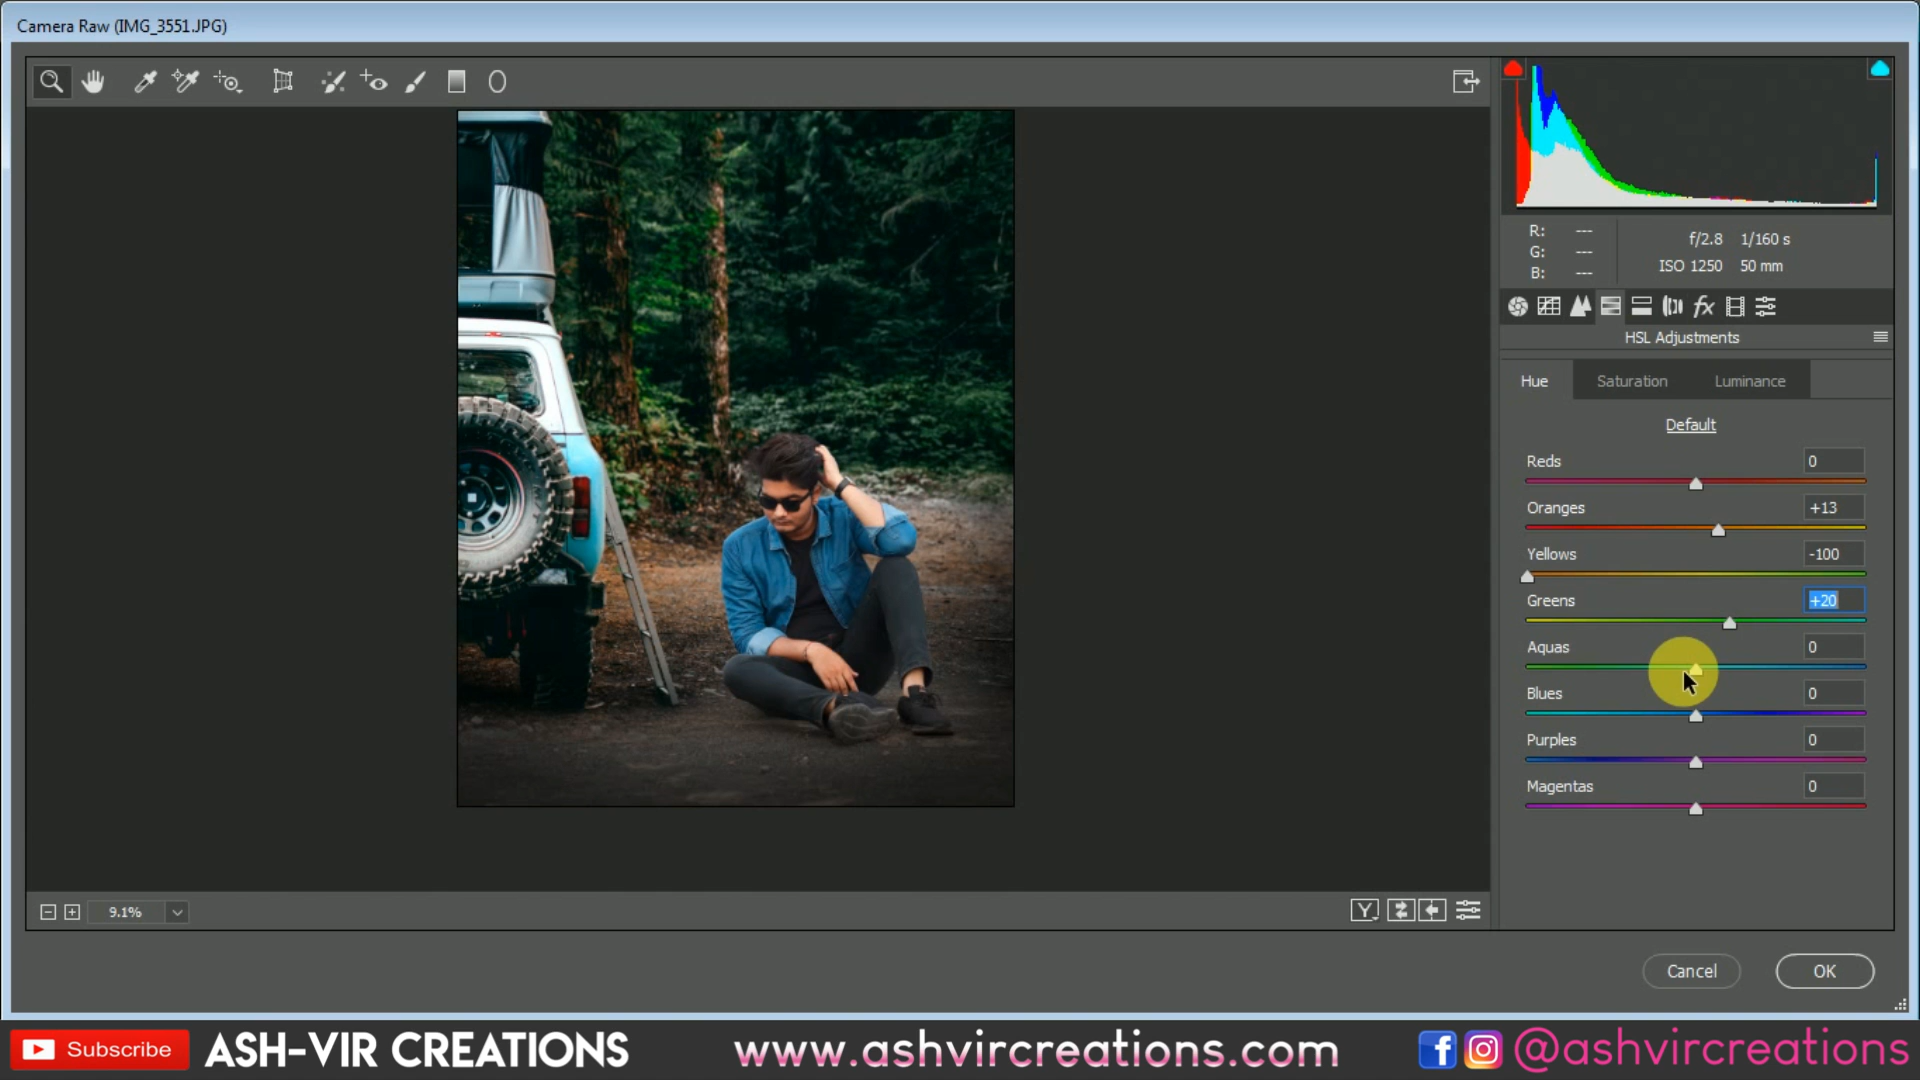 Camera Raw (IMG_3551.JPG)
R: ---
G: ---
B: ---
f/2.8 1/160 s
ISO 1250 50 mm
fx
HSL Adjustments
Hue Saturation Luminance
Default
Reds 0
Oranges +13
Yellows -100
Greens +20
Aquas 0
Blues 0
Purples 0
Magentas 0
9.1%
Y
Cancel OK
Subscribe ASH-VIR CREATIONS www.ashvircreations.com @ashvircreations